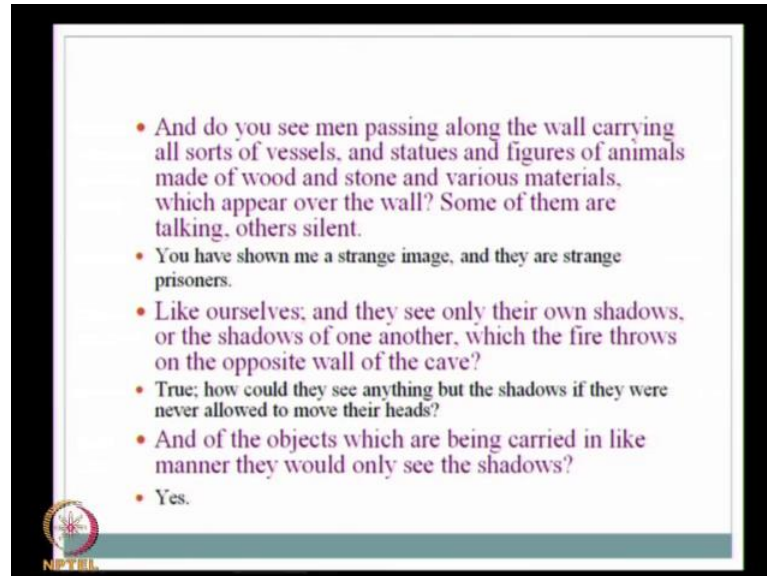 • And do you see men passing along the wall carrying
all sorts of vessels, and statues and figures of animals
made of wood and stone and various materials,
which appear over the wall? Some of them are
talking, others silent.
• You have shown me a strange image, and they are strange
prisoners.
• Like ourselves; and they see only their own shadows,
or the shadows of one another, which the fire throws
on the opposite wall of the cave?
• True; how could they see anything but the shadows if they were
never allowed to move their heads?
• And of the objects which are being carried in like
manner they would only see the shadows?
• Yes.
NPTEL